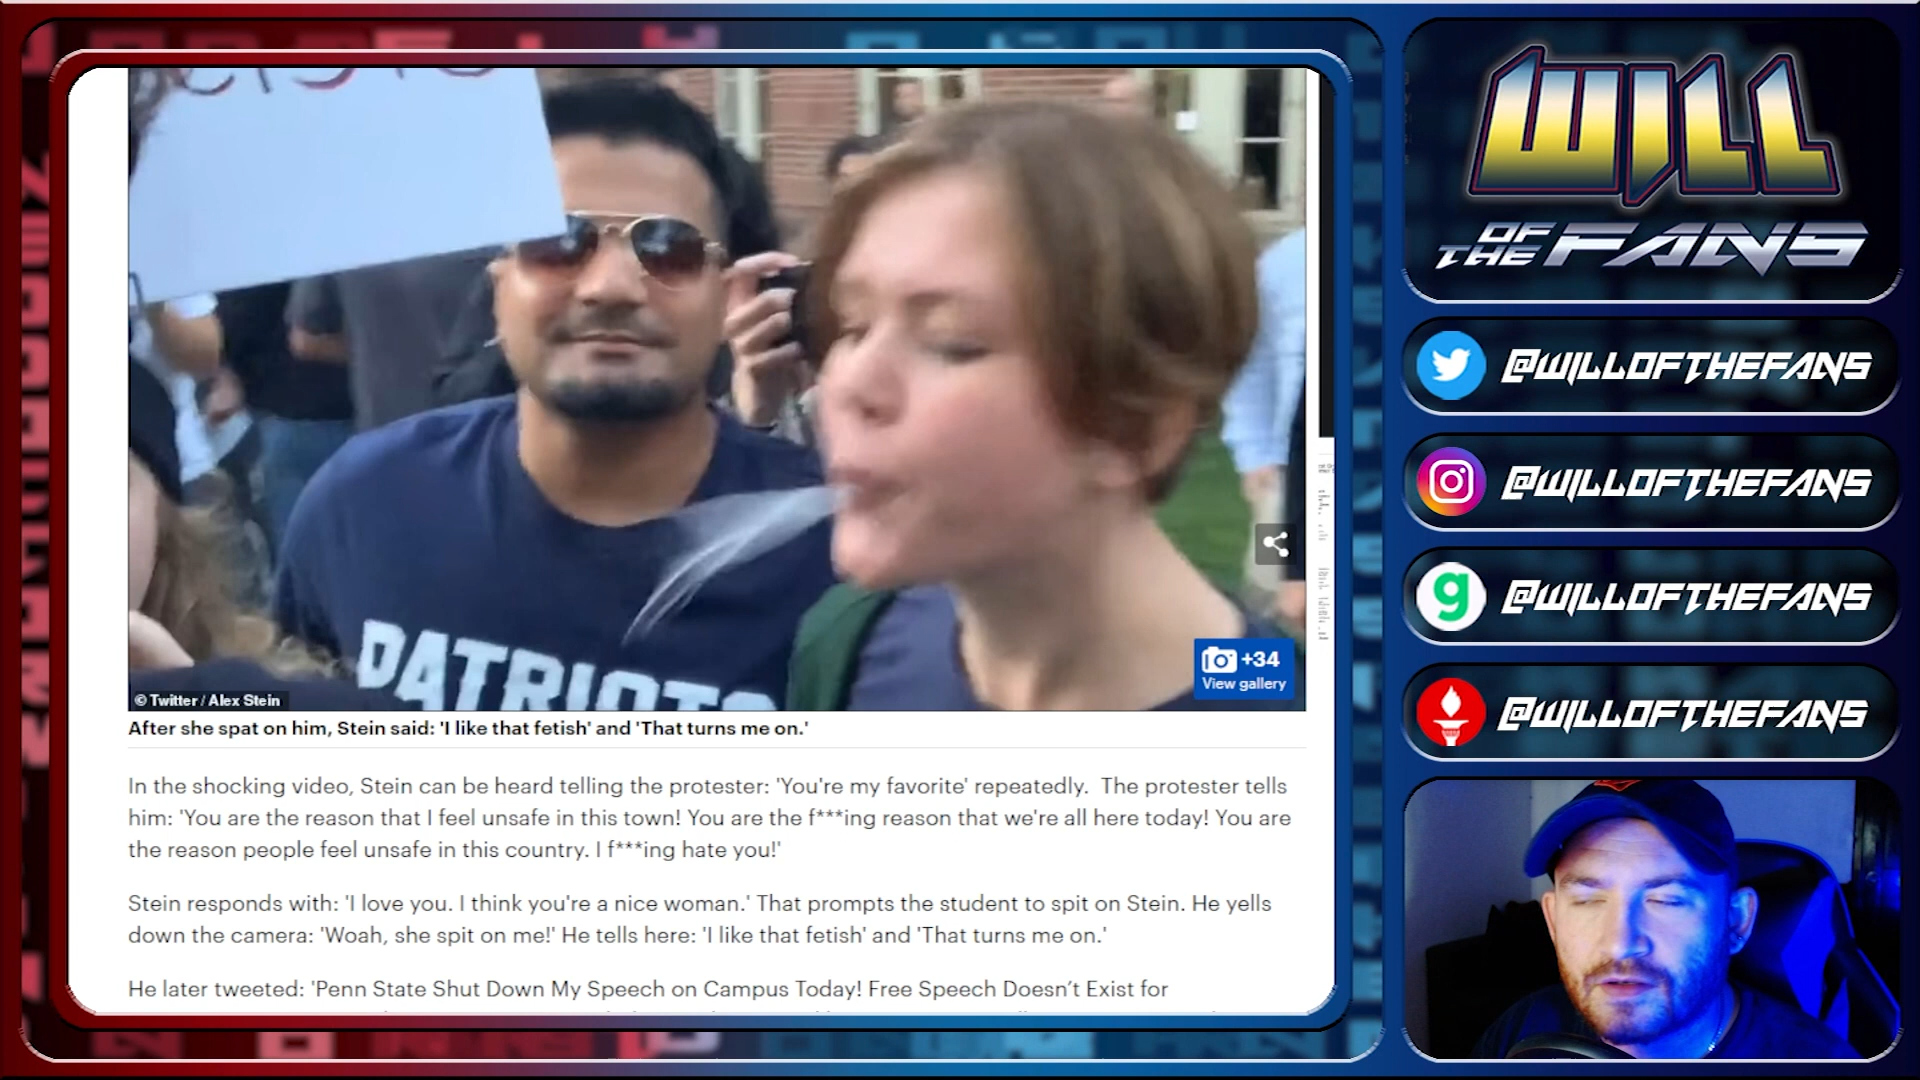 PATRIOTS
+34
View gallery
© Twitter / Alex Stein
After she spat on him, Stein said: 'I like that fetish' and 'That turns me on.'
In the shocking video, Stein can be heard telling the protester: 'You're my favorite' repeatedly. The protester tells
him: 'You are the reason that I feel unsafe in this town! You are the f***ing reason that we're all here today! You are
the reason people feel unsafe in this country. I f***ing hate you!'
Stein responds with: 'I love you. I think you're a nice woman.' That prompts the student to spit on Stein. He yells
down the camera: 'Woah, she spit on me!' He tells here: 'I like that fetish' and 'That turns me on.'
He later tweeted: 'Penn State Shut Down My Speech on Campus Today! Free Speech Doesn't Exist for
WILL
OF
THE FANS
@WILLOFTHEFANS
@WILLOFTHEFANS
g @WILLOFTHEFANS
@WILLOFTHEFANS